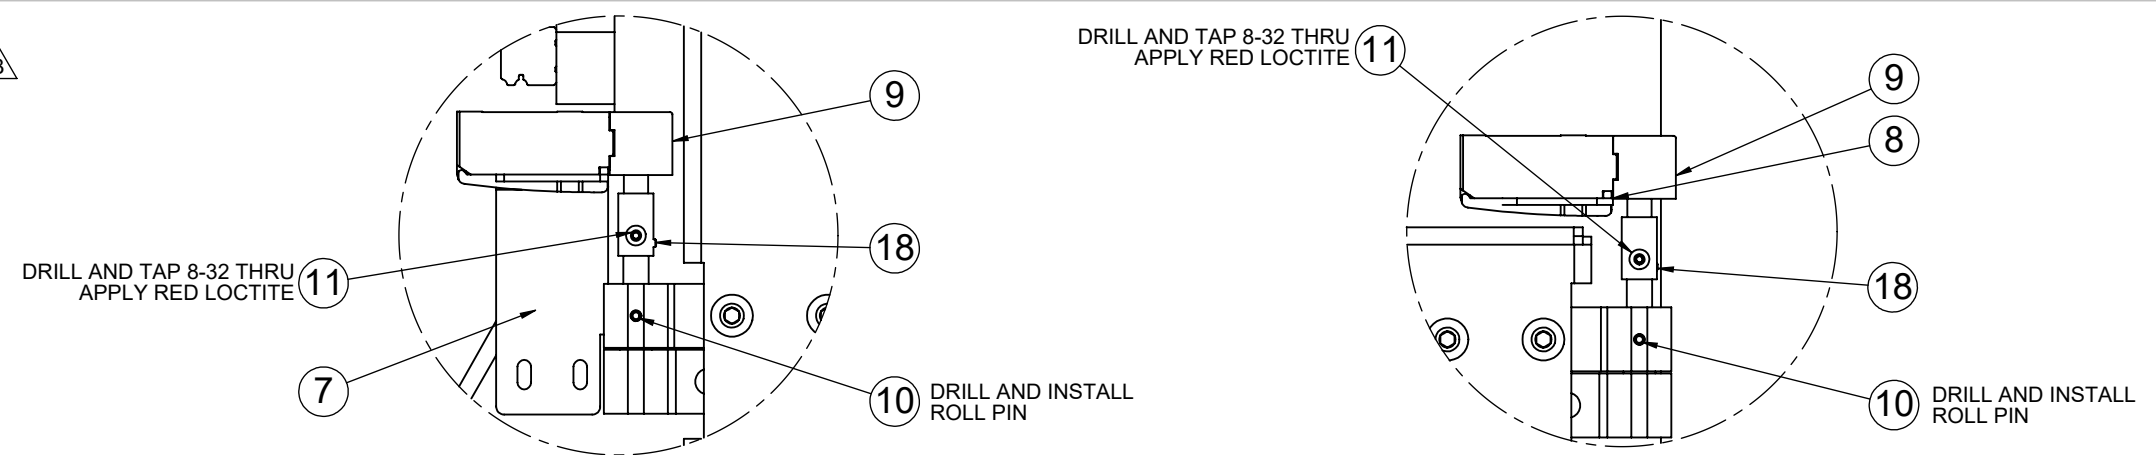 9
18
DRILL AND TAP 8-32 THRU
APPLY RED LOCTITE
11
7
10
DRILL AND INSTALL
ROLL PIN
DRILL AND TAP 8-32 THRU
APPLY RED LOCTITE
11
9
8
18
10
DRILL AND INSTALL
ROLL PIN